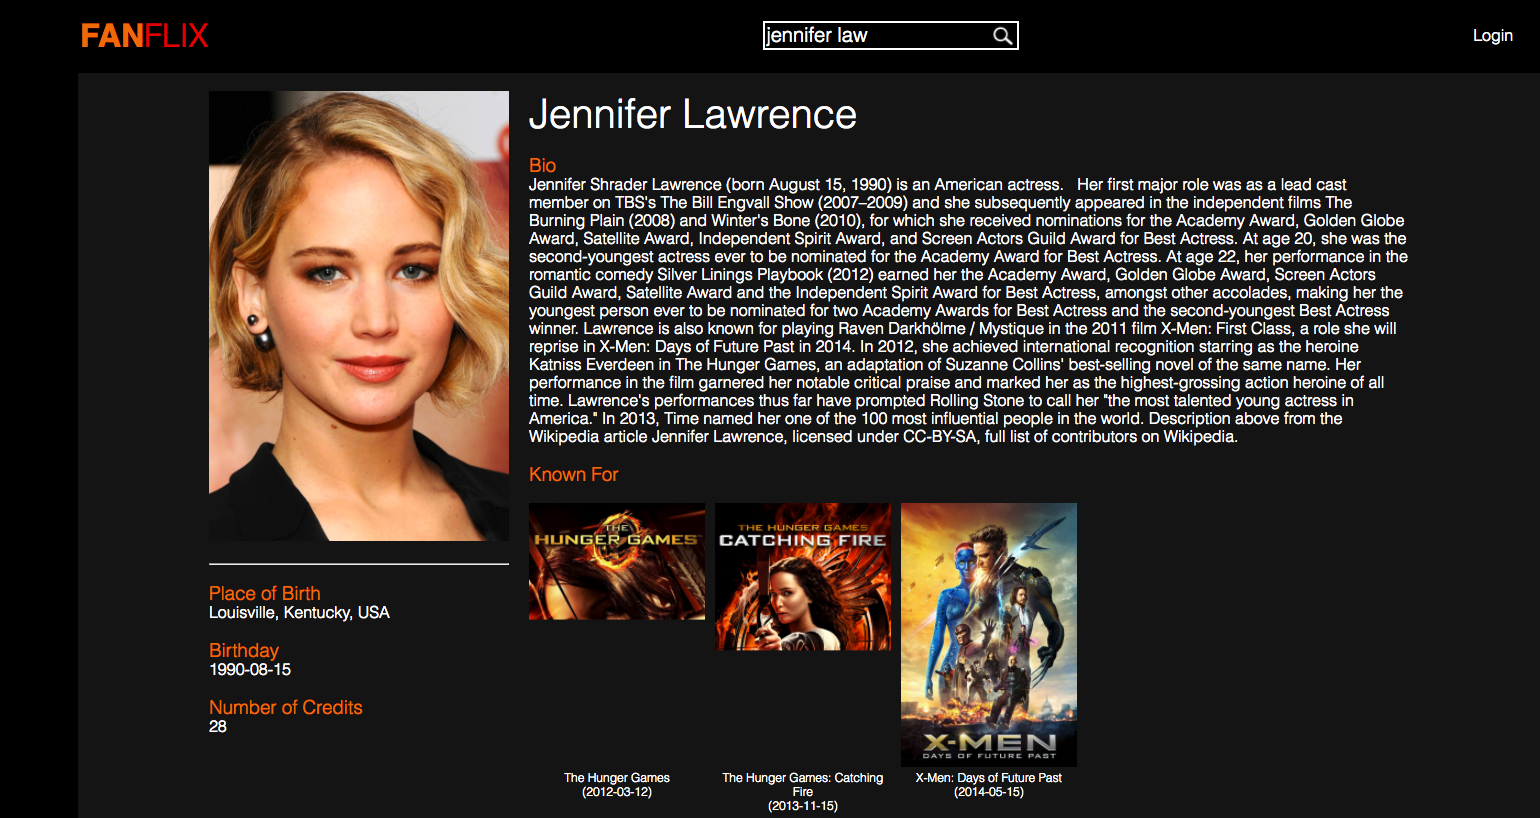 FANFLIX
jennifer law
Login
Jennifer Lawrence
Bio
Jennifer Shrader Lawrence (born August 15, 1990) is an American actress.   Her first major role was as a lead cast
member on TBS's The Bill Engvall Show (2007–2009) and she subsequently appeared in the independent films The
Burning Plain (2008) and Winter's Bone (2010), for which she received nominations for the Academy Award, Golden Globe
Award, Satellite Award, Independent Spirit Award, and Screen Actors Guild Award for Best Actress. At age 20, she was the
second-youngest actress ever to be nominated for the Academy Award for Best Actress. At age 22, her performance in the
romantic comedy Silver Linings Playbook (2012) earned her the Academy Award, Golden Globe Award, Screen Actors
Guild Award, Satellite Award and the Independent Spirit Award for Best Actress, amongst other accolades, making her the
youngest person ever to be nominated for two Academy Awards for Best Actress and the second-youngest Best Actress
winner. Lawrence is also known for playing Raven Darkhölme / Mystique in the 2011 film X-Men: First Class, a role she will
reprise in X-Men: Days of Future Past in 2014. In 2012, she achieved international recognition starring as the heroine
Katniss Everdeen in The Hunger Games, an adaptation of Suzanne Collins' best-selling novel of the same name. Her
performance in the film garnered her notable critical praise and marked her as the highest-grossing action heroine of all
time. Lawrence's performances thus far have prompted Rolling Stone to call her "the most talented young actress in
America." In 2013, Time named her one of the 100 most influential people in the world. Description above from the
Wikipedia article Jennifer Lawrence, licensed under CC-BY-SA, full list of contributors on Wikipedia.
Known For
THE
HUNGER GAMES
THE HUNGER GAMES
CATCHING FIRE
X-MEN
DAYS OF FUTURE PAST
The Hunger Games
(2012-03-12)
The Hunger Games: Catching
Fire
(2013-11-15)
X-Men: Days of Future Past
(2014-05-15)
Place of Birth
Louisville, Kentucky, USA
Birthday
1990-08-15
Number of Credits
28